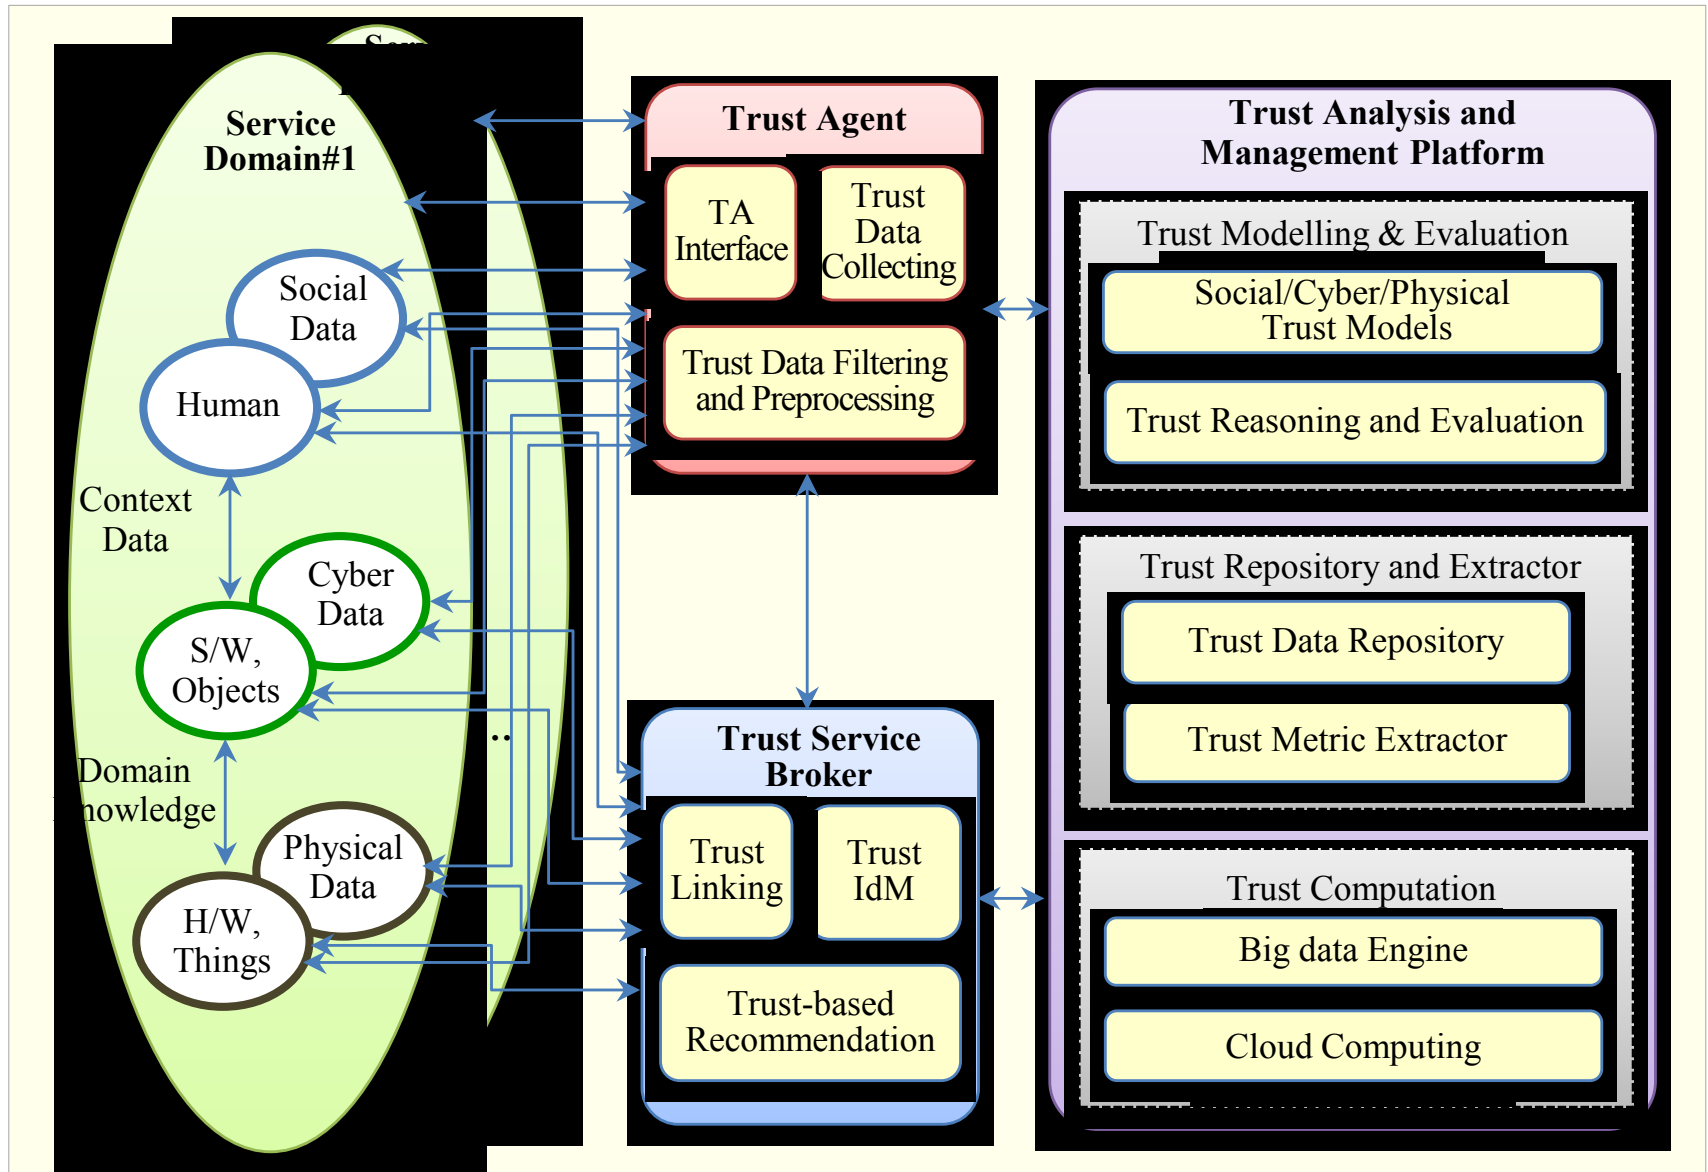 Service
Domain#1
Social
Data
Human
Context
Data
Cyber
Data
S/W,
Objects
Domain
Physical
Data
H/W,
Things
..
Trust Agent
TA
Interface
Trust
Data
Collecting
Trust Data Filtering
and Preprocessing
Trust Service
Broker
Trust
Linking
Trust
IdM
Trust-based
Recommendation
Trust Analysis and
Management Platform
Trust Modelling & Evaluation
Social/Cyber/Physical
Trust Models
Trust Reasoning and Evaluation
Trust Repository and Extractor
Trust Data Repository
Trust Metric Extractor
Trust Computation
Big data Engine
Cloud Computing